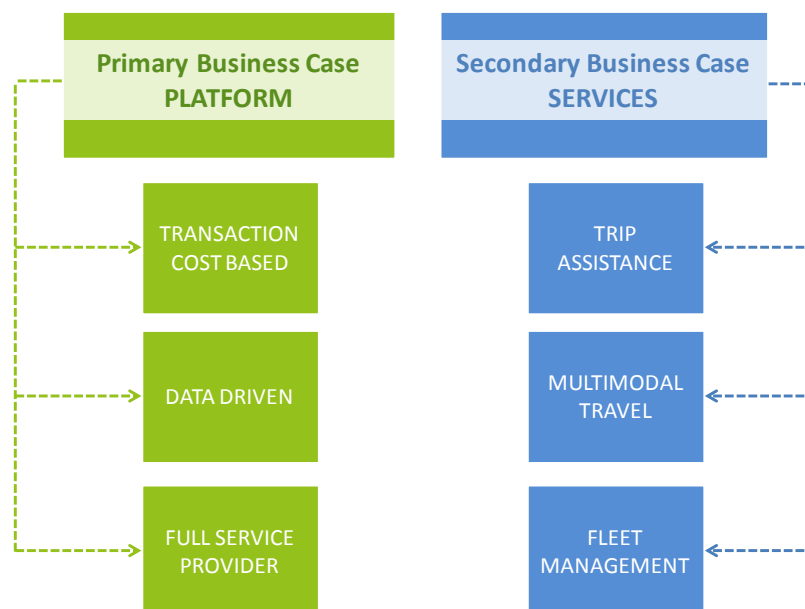 Primary Business Case
PLATFORM
Secondary Business Case
SERVICES
TRANSACTION
COST BASED
TRIP
ASSISTANCE
DATA DRIVEN
MULTIMODAL
TRAVEL
FULL SERVICE
PROVIDER
FLEET
MANAGEMENT